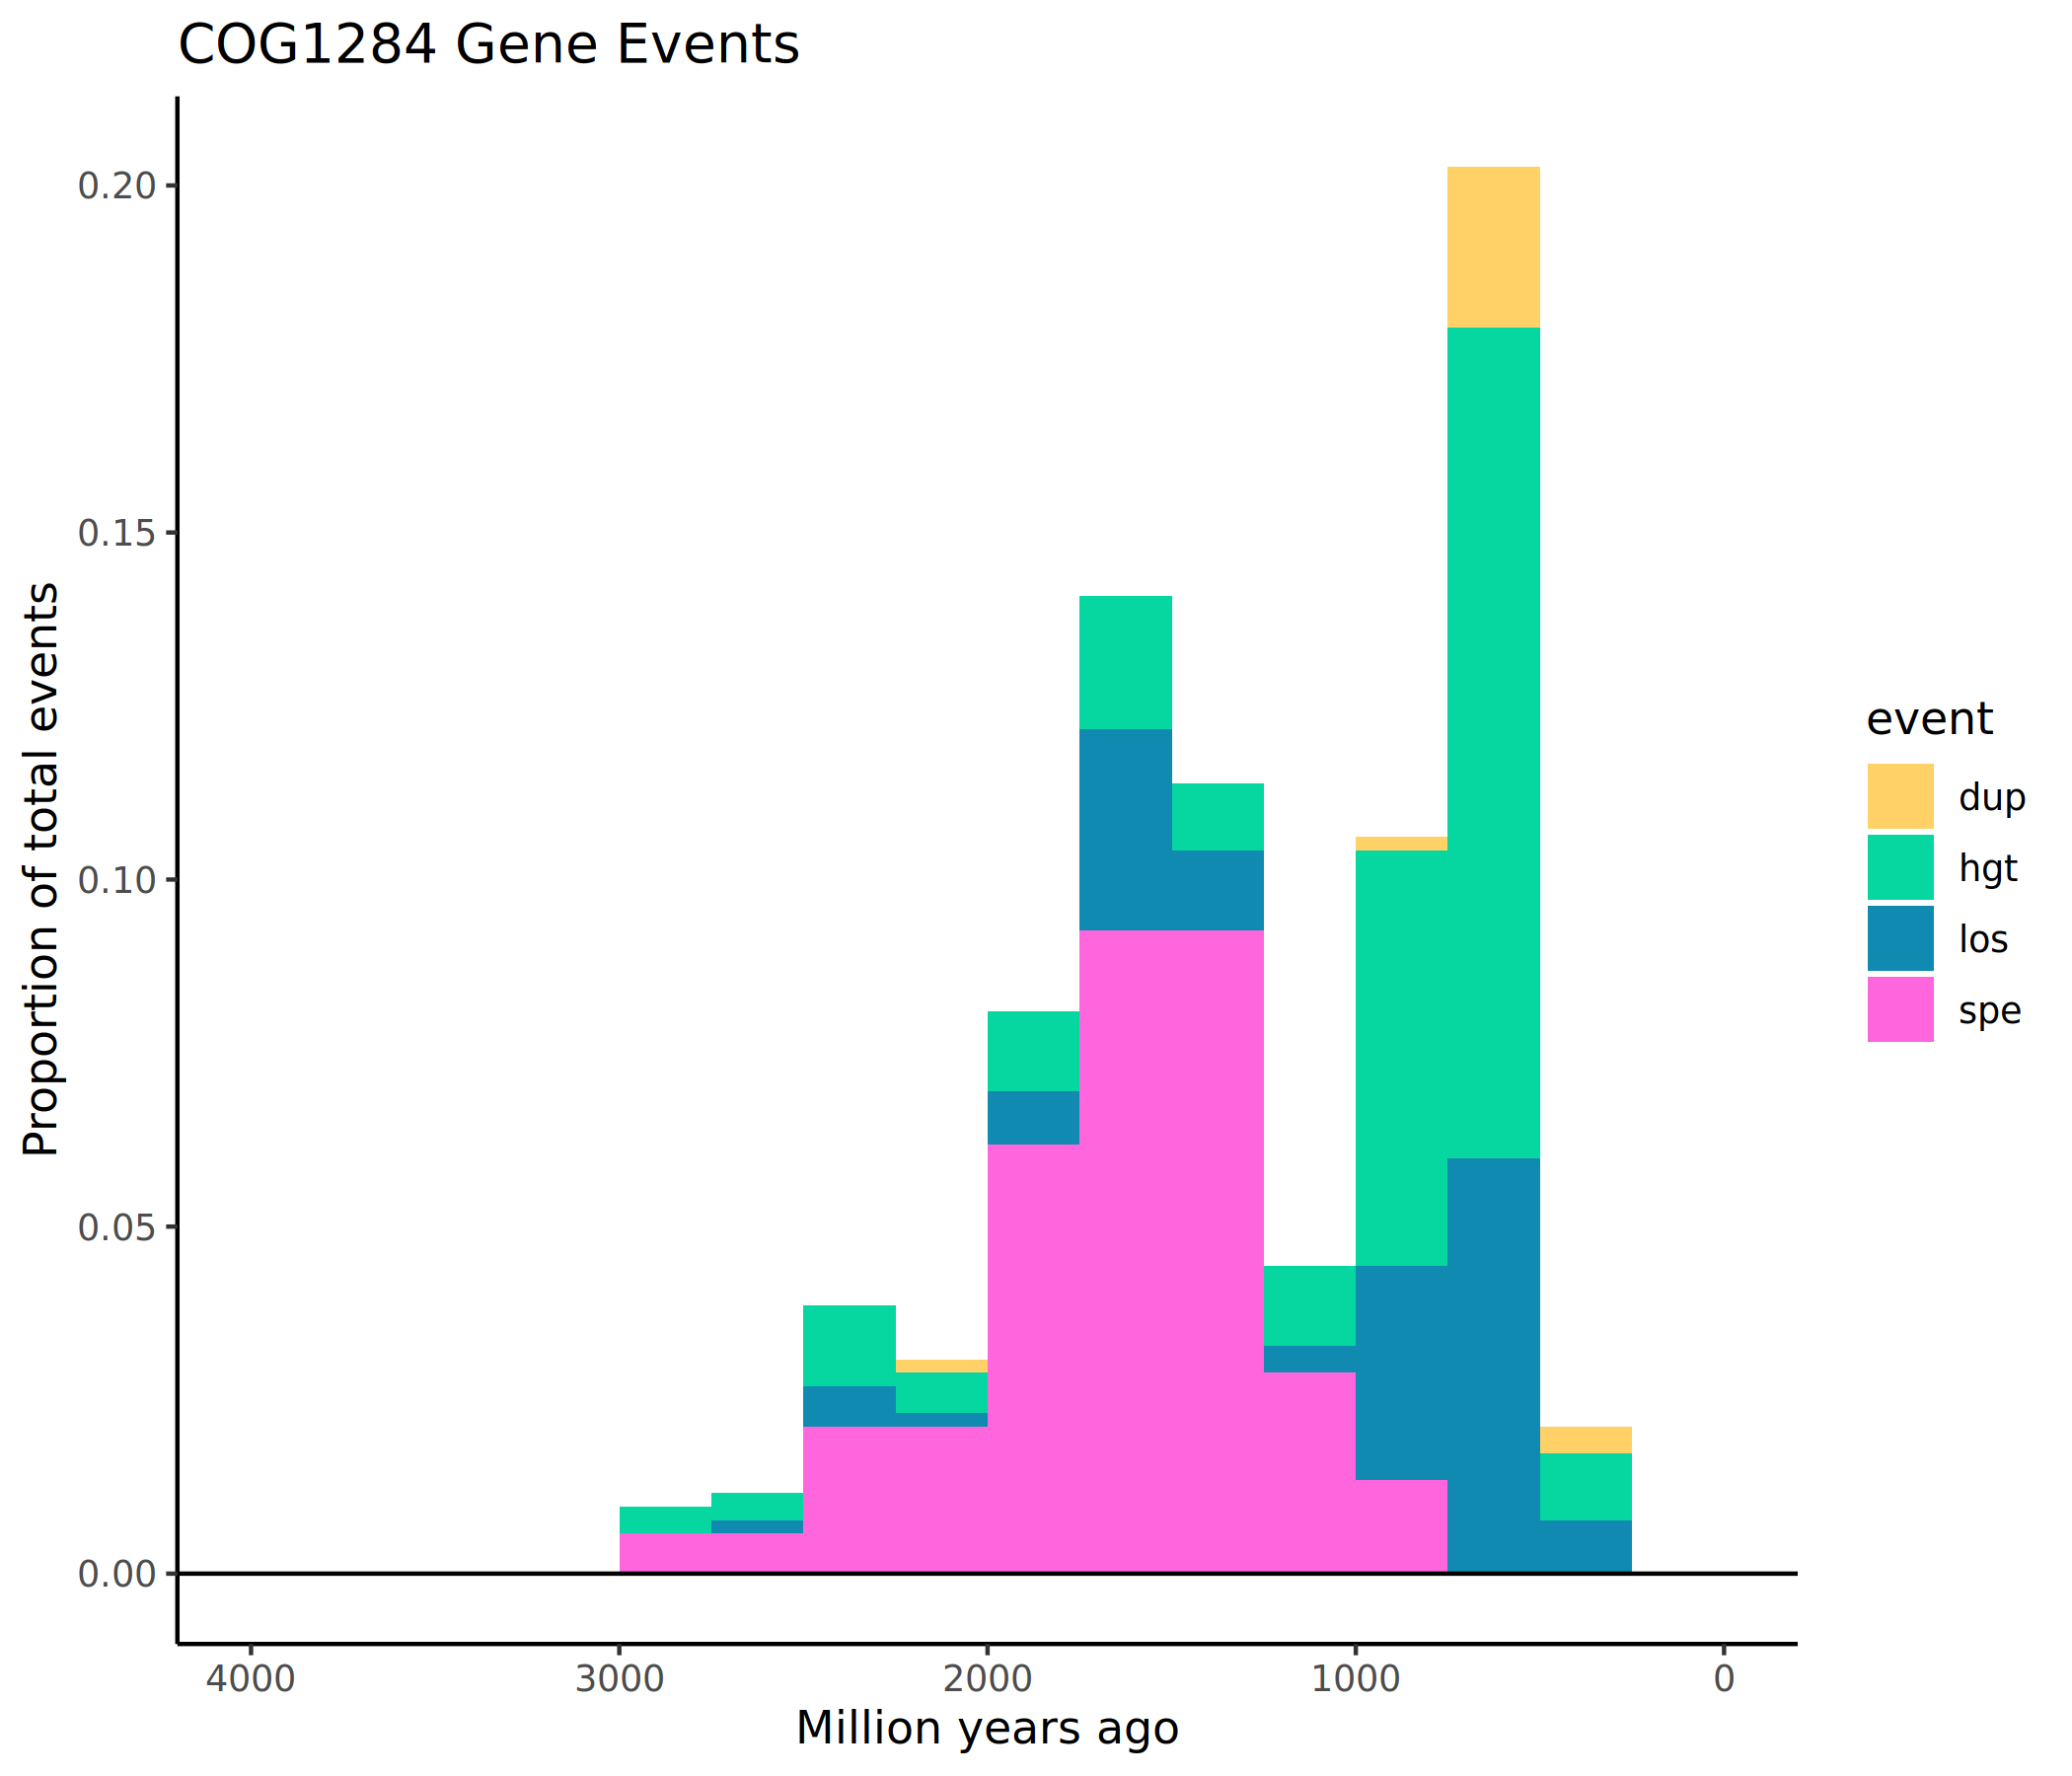 COG1284 Gene Events
Proportion of total events
0.20
0.15
0.10
0.05
0.00
4000 3000 2000 1000 0
Million years ago
event
dup
hgt
los
spe